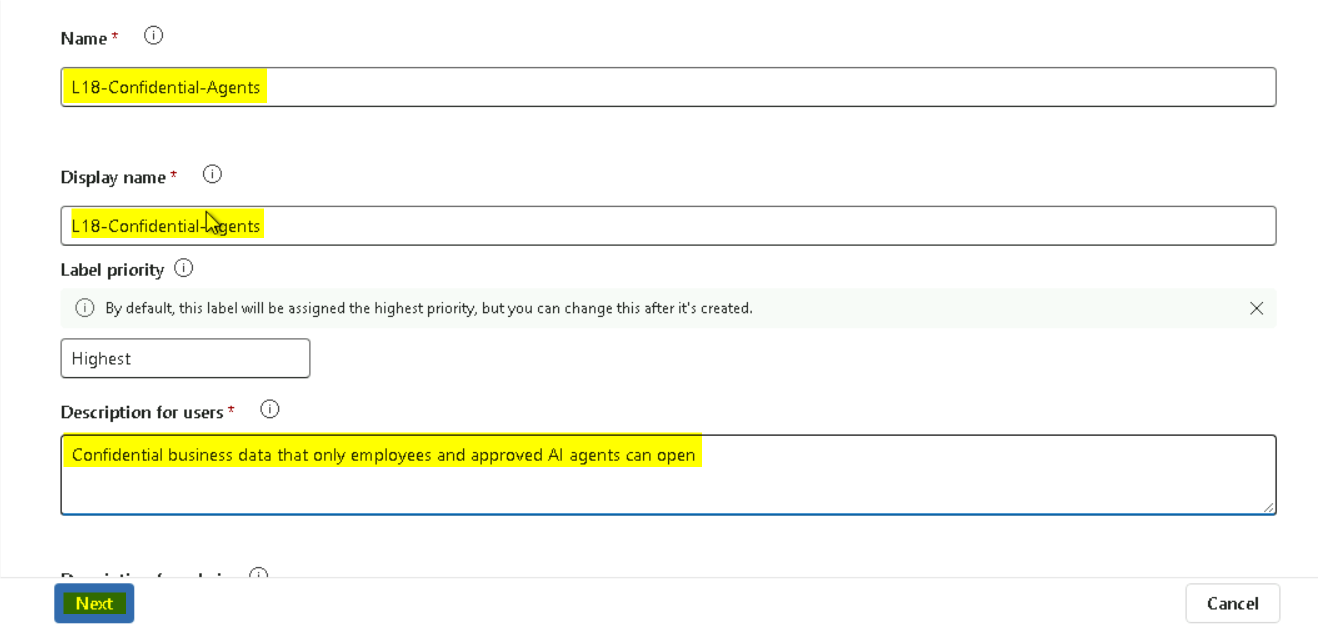 Name *
L18-Confidential-Agents
Display name *
L18-Confidential-Agents
Label priority
By default, this label will be assigned the highest priority, but you can change this after it's created.
Highest
Description for users *
Confidential business data that only employees and approved AI agents can open
Next
Cancel